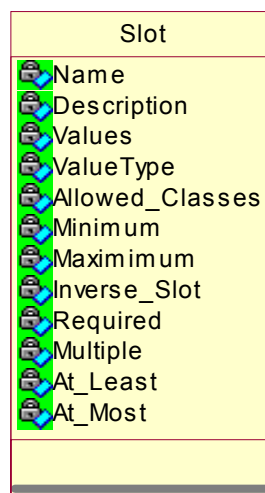 Slot
Name
Description
Values
ValueType
Allowed_Classes
Minimum
Maximimum
Inverse_Slot
Required
Multiple
At_Least
At_Most